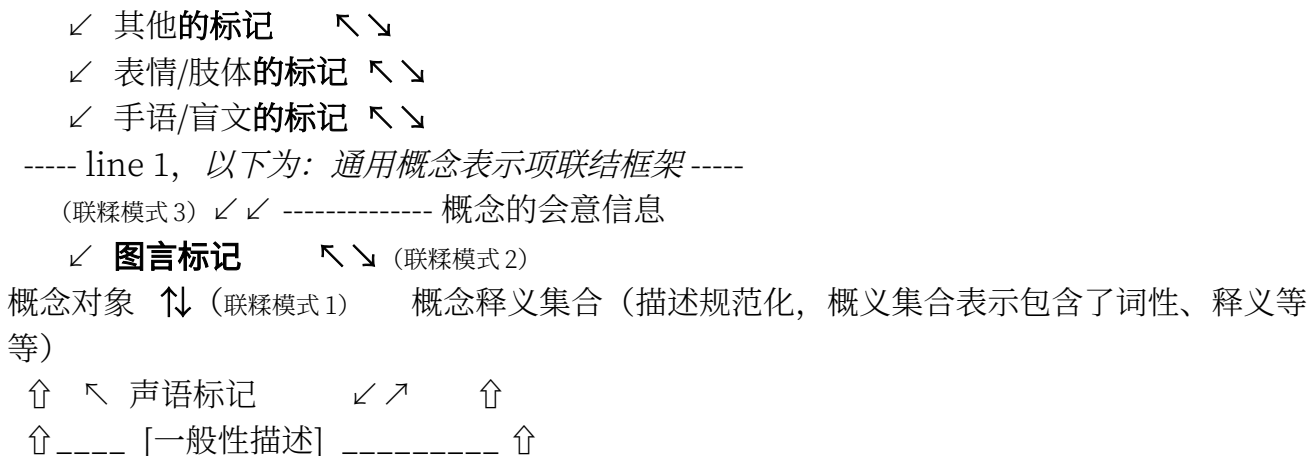 ↙ 其他的标记 ↖↘
↙ 表情/肢体的标记 ↖↘
↙ 手语/盲文的标记 ↖↘
----- line 1，以下为：通用概念表示项联结框架 -----
（联糅模式 3）↙↙ -------------- 概念的会意信息
↙ 图言标记 ↖↘（联糅模式 2）
概念对象 ⇅（联糅模式 1） 概念释义集合（描述规范化，概义集合表示包含了词性、释义等
等）
⇧ ↖ 声语标记 ↙↗ ⇧
⇧____ [一般性描述] _________ ⇧